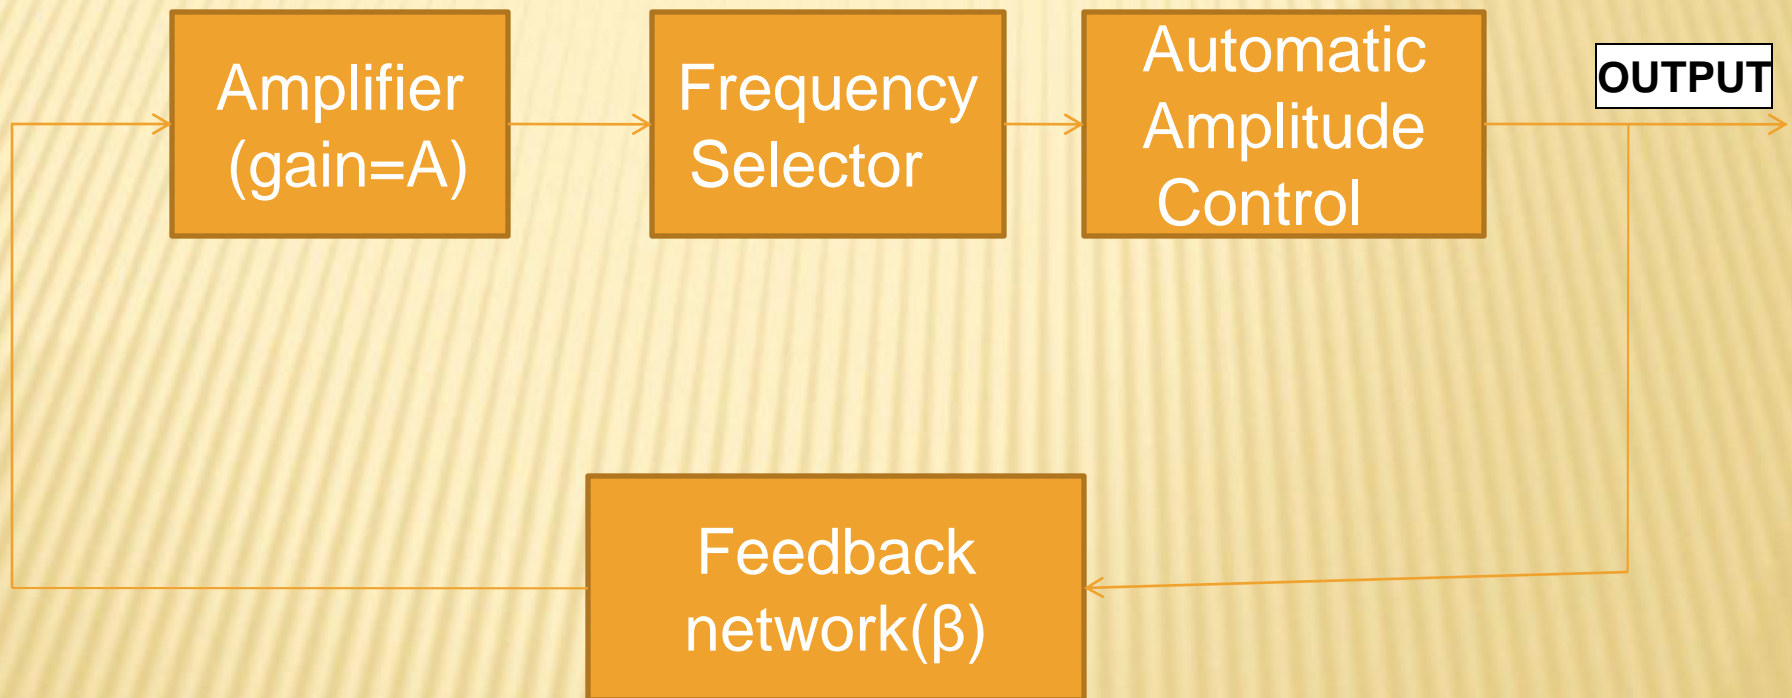 Amplifier
(gain=A)
Frequency
Selector
Automatic
Amplitude
Control
OUTPUT
Feedback
network(β)